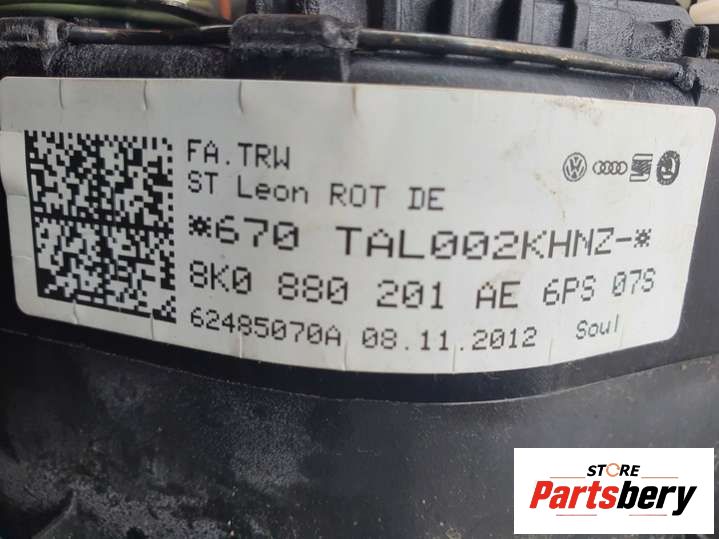 FA.TRW
ST Leon ROT DE
*670 TAL002KHNZ-*
8K0 880 201 AE 6PS 07S
62485070A 08.11.2012 Soul
STORE
Partsbery